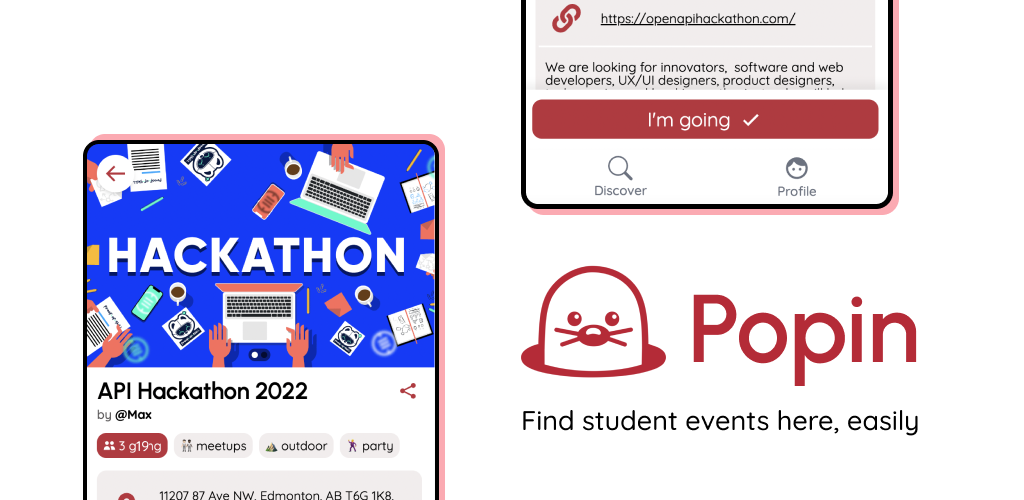 HACKATHON
API Hackathon 2022
by @Max
3 g19ng
meetups
outdoor
party
11207 87 Ave NW, Edmonton, AB T6G 1K8,
https://openapihackathon.com/
We are looking for innovators, software and web
developers, UX/UI designers, product designers,
I'm going
Discover
Profile
Popin
Find student events here, easily